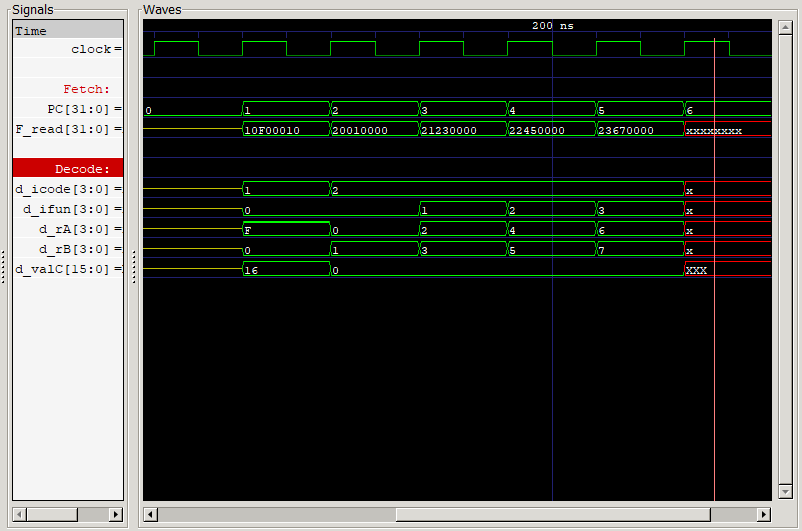 Signals
Waves
Time
200 ns
clock =
Fetch:
PC[31:0] = 0 1 2 3 4 5 6
F_read[31:0] = 10F00010 20010000 21230000 22450000 23670000 xxxxxxxx
Decode:
d_icode[3:0] = 1 2 x
d_ifun[3:0] = 0 1 2 3 x
d_rA[3:0] = F 0 2 4 6 x
d_rB[3:0] = 0 1 3 5 7 x
d_valC[15:0] = 16 0 XXX